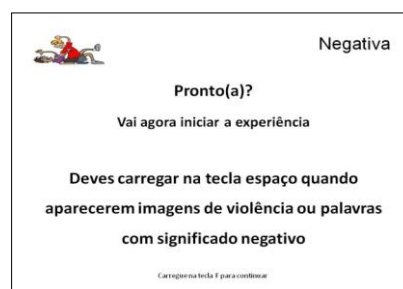 Negativa
Pronto(a)?
Vai agora iniciar a experiência
Deves carregar na tecla espaço quando
aparecerem imagens de violência ou palavras
com significado negativo
Carregue na tecla F para continuar